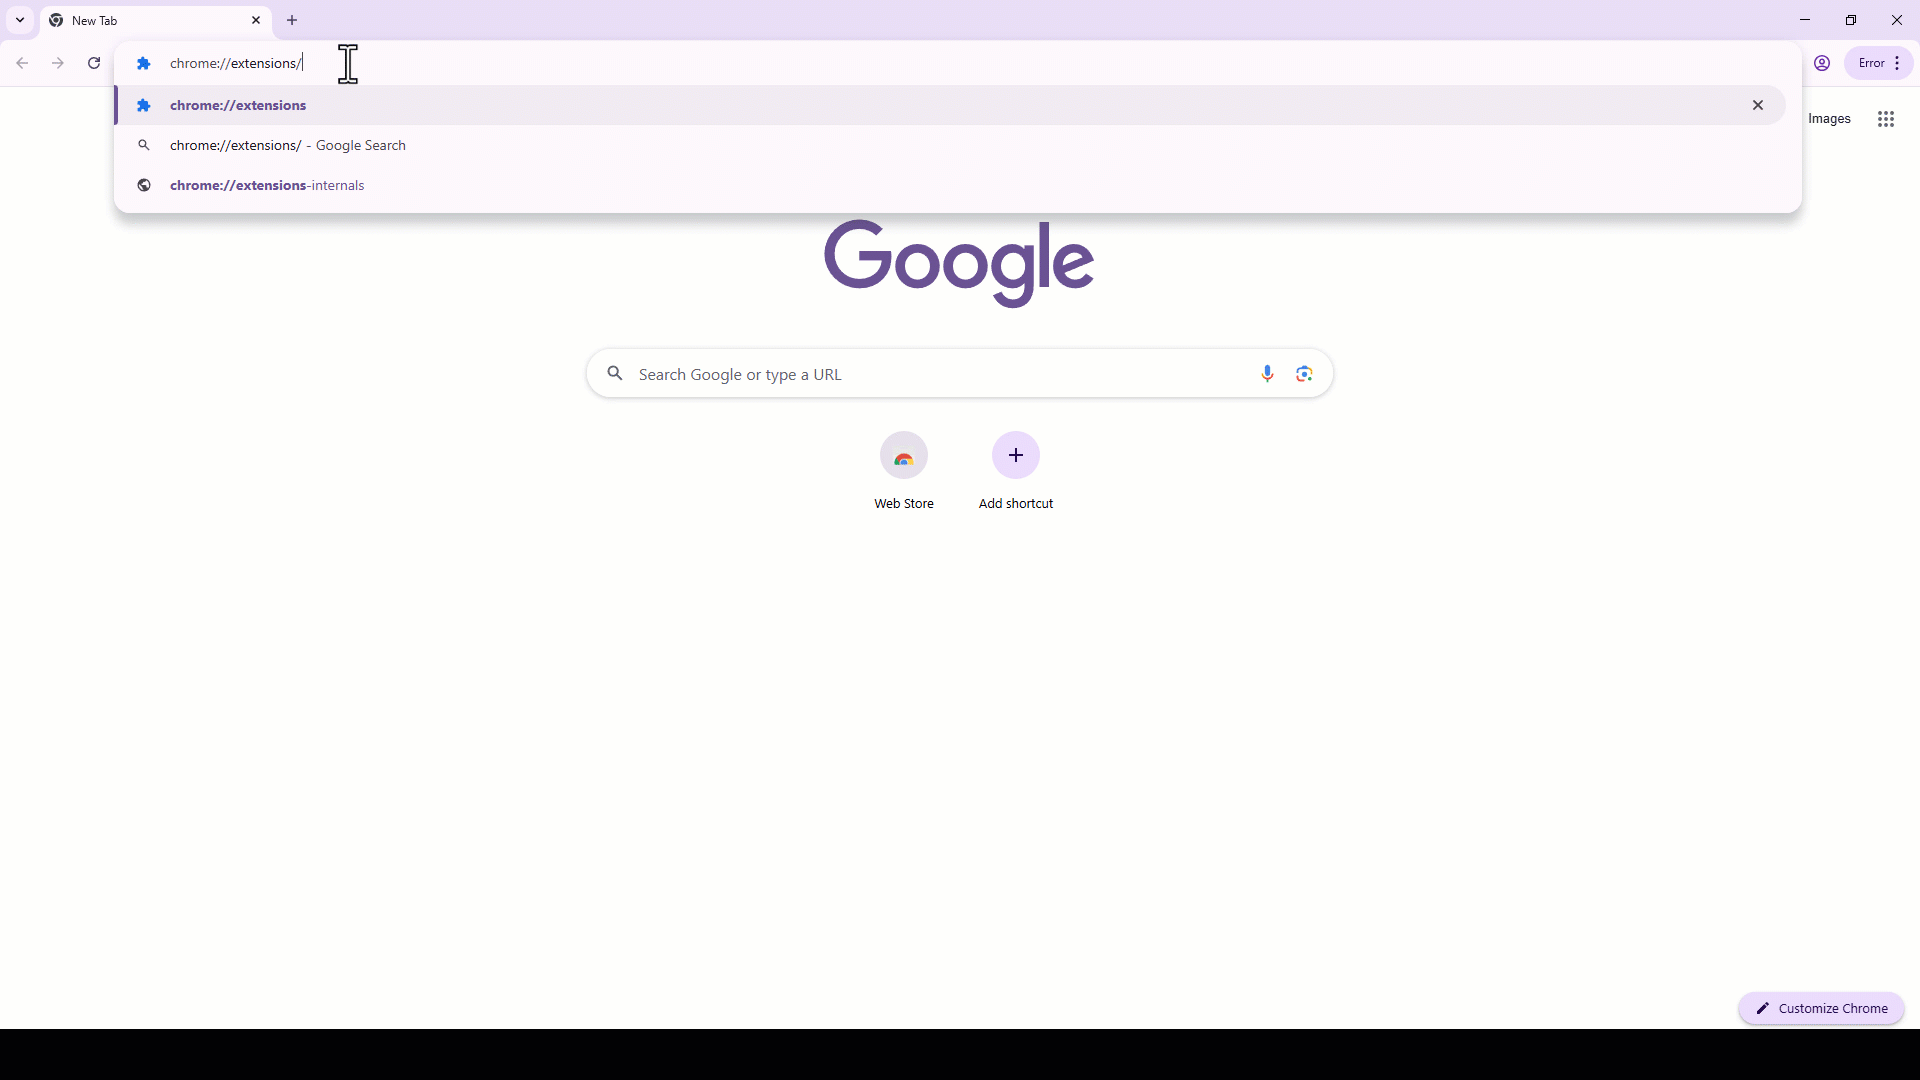 New Tab
chrome://extensions/
Error
chrome://extensions
chrome://extensions/ - Google Search
chrome://extensions-internals
Images
Google
Search Google or type a URL
Web Store
Add shortcut
Customize Chrome